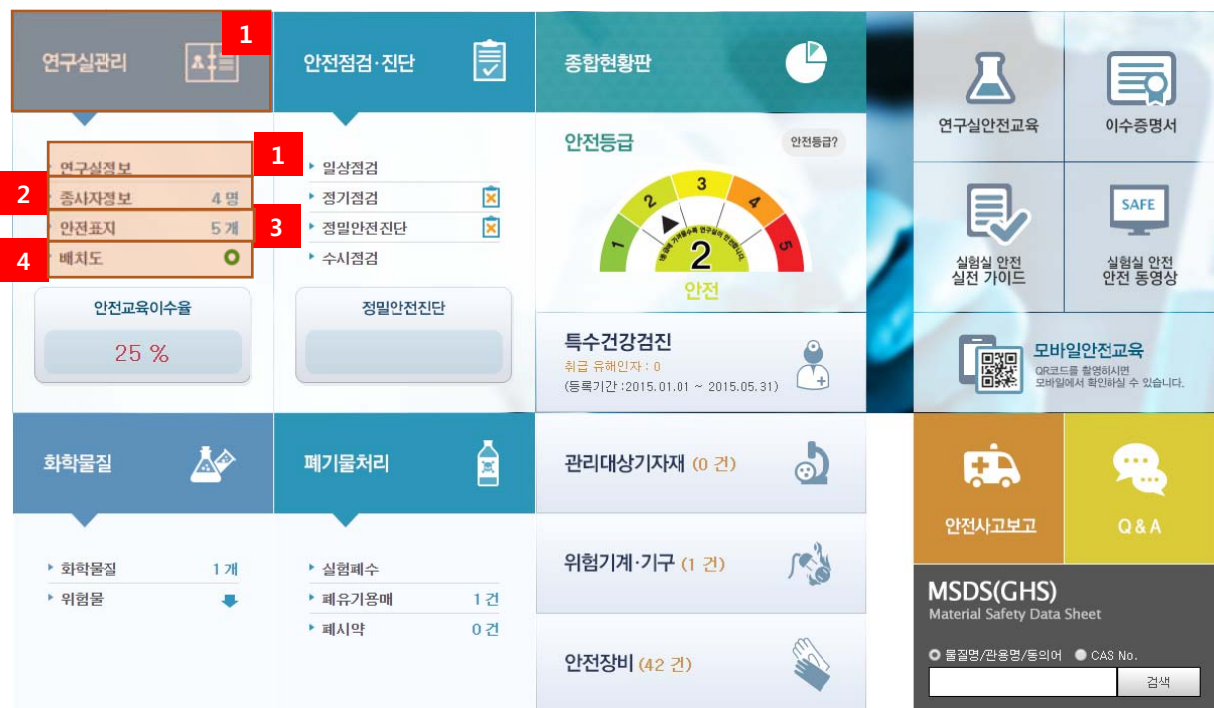 연구실관리
1
1
연구실정보
2
종사자정보 4 명
안전표지 5 개
3
4
배치도
안전교육이수율
25 %
안전점검·진단
일상점검
정기점검
정밀안전진단
수시점검
정밀안전진단
종합현황판
안전등급
안전등급?
1
2
3
4
5
2
안전
특수건강검진
취급 유해인자 : 0
(등록기간 :2015.01.01 ~ 2015.05.31)
연구실안전교육
이수증명서
실험실 안전
실전 가이드
SAFE
실험실 안전
안전 동영상
모바일안전교육
QR코드를 촬영하시면
모바일에서 확인하실 수 있습니다.
화학물질
화학물질 1 개
위험물
폐기물처리
실험폐수
폐유기용매 1 건
폐시약 0 건
관리대상기자재 (0 건)
위험기계·기구 (1 건)
안전장비 (42 건)
안전사고보고
Q & A
MSDS(GHS)
Material Safety Data Sheet
물질명/관용명/동의어 CAS No.
검색